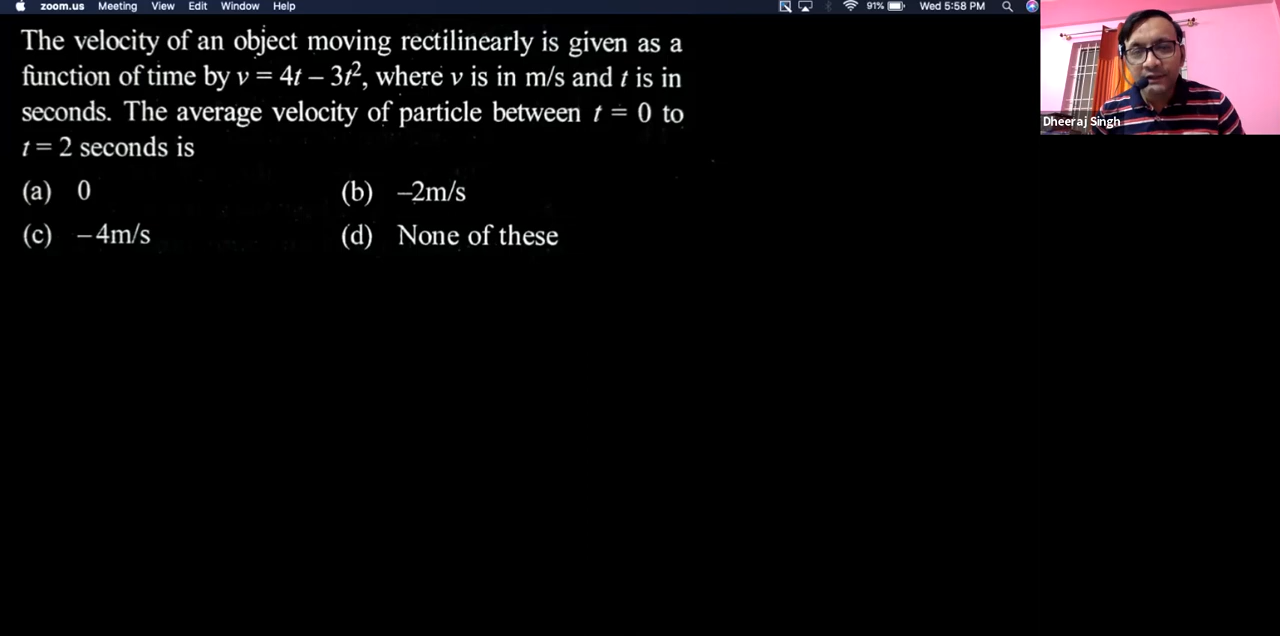 zoom.us Meeting View Edit Window Help 91% Wed 5:58 PM
The velocity of an object moving rectilinearly is given as a
function of time by v = 4t – 3t², where v is in m/s and t is in
seconds. The average velocity of particle between t = 0 to
t = 2 seconds is
(a) 0 (b) –2m/s
(c) –4m/s (d) None of these
Dheeraj Singh